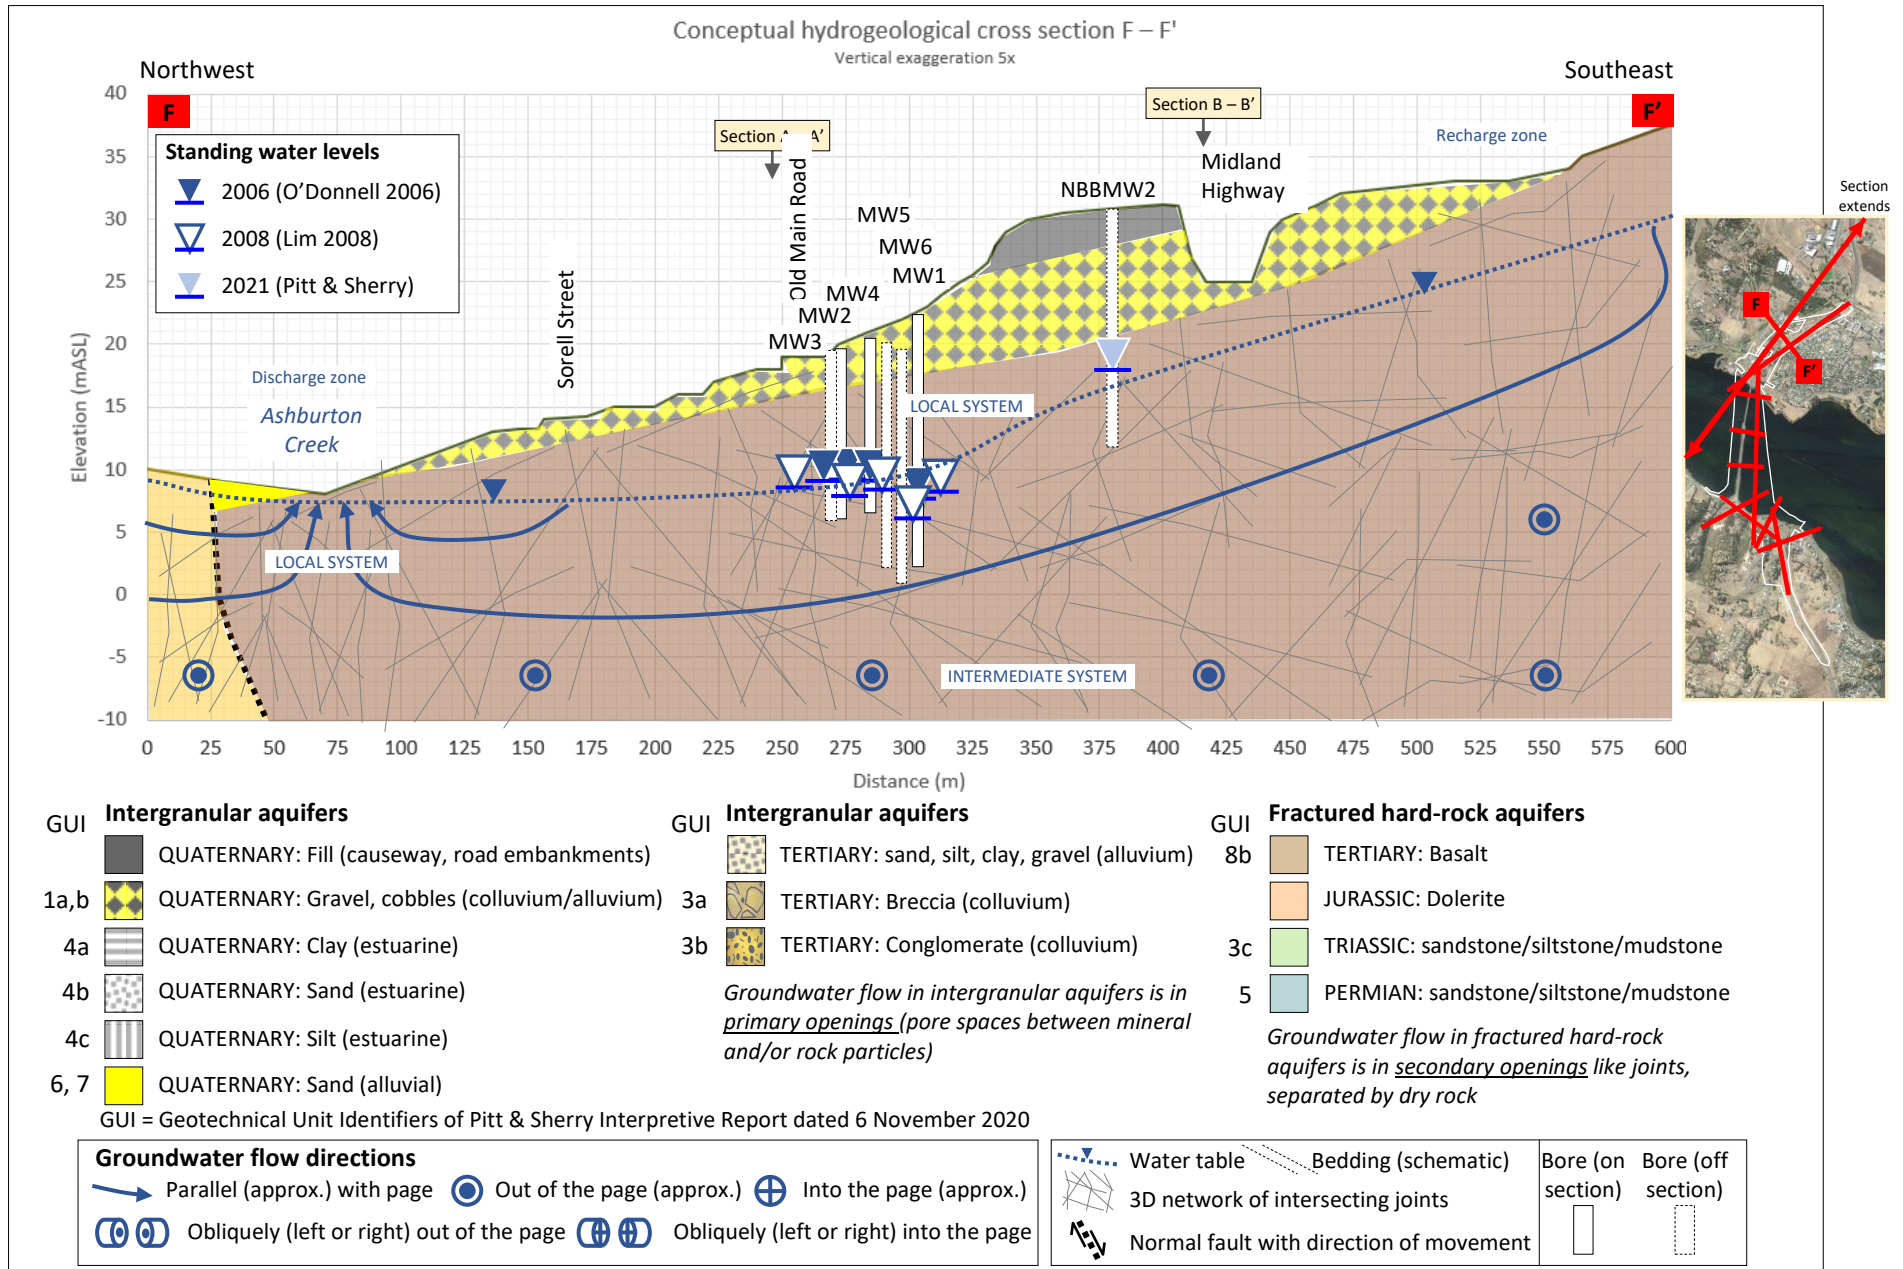 Conceptual hydrogeological cross section F – F'
Vertical exaggeration 5x
Northwest
Southeast
F
F'
Section A'
Section B – B'
Recharge zone
Midland
Highway
Old Main Road
Sorell Street
Standing water levels
2006 (O'Donnell 2006)
2008 (Lim 2008)
2021 (Pitt & Sherry)
NBBMW2
MW5
MW6
MW1
MW4
MW2
MW3
Discharge zone
Ashburton
Creek
LOCAL SYSTEM
LOCAL SYSTEM
INTERMEDIATE SYSTEM
Elevation (mASL)
40
35
30
25
20
15
10
5
0
-5
-10
0 25 50 75 100 125 150 175 200 225 250 275 300 325 350 375 400 425 450 475 500 525 550 575 600
Distance (m)
Section
extends
F
F'
GUI Intergranular aquifers
QUATERNARY: Fill (causeway, road embankments)
1a,b QUATERNARY: Gravel, cobbles (colluvium/alluvium)
4a QUATERNARY: Clay (estuarine)
4b QUATERNARY: Sand (estuarine)
4c QUATERNARY: Silt (estuarine)
6, 7 QUATERNARY: Sand (alluvial)
GUI Intergranular aquifers
TERTIARY: sand, silt, clay, gravel (alluvium)
3a TERTIARY: Breccia (colluvium)
3b TERTIARY: Conglomerate (colluvium)
Groundwater flow in intergranular aquifers is in
primary openings (pore spaces between mineral
and/or rock particles)
GUI Fractured hard-rock aquifers
8b TERTIARY: Basalt
JURASSIC: Dolerite
3c TRIASSIC: sandstone/siltstone/mudstone
5 PERMIAN: sandstone/siltstone/mudstone
Groundwater flow in fractured hard-rock
aquifers is in secondary openings like joints,
separated by dry rock
GUI = Geotechnical Unit Identifiers of Pitt & Sherry Interpretive Report dated 6 November 2020
Groundwater flow directions
Parallel (approx.) with page
Out of the page (approx.)
Into the page (approx.)
Obliquely (left or right) out of the page
Obliquely (left or right) into the page
Water table
Bedding (schematic)
3D network of intersecting joints
Normal fault with direction of movement
Bore (on
section)
Bore (off
section)